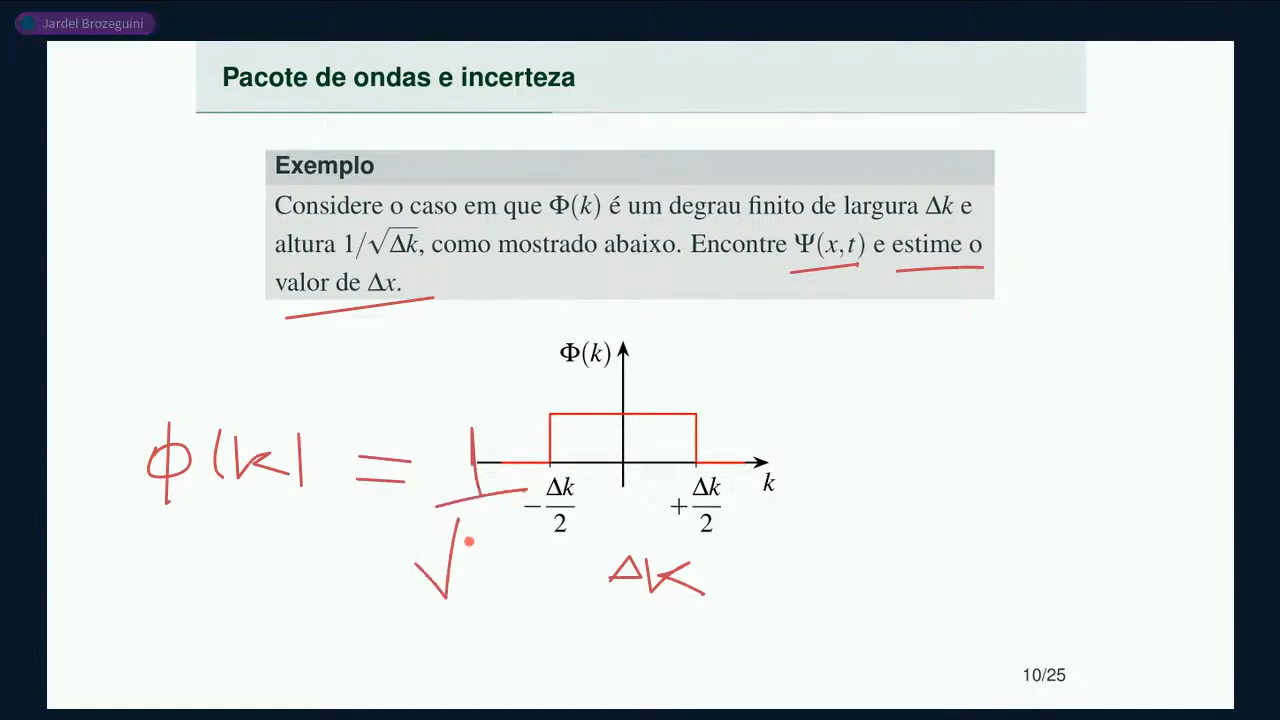 Jardel Brozeguini
Pacote de ondas e incerteza
Exemplo
Considere o caso em que Φ(k) é um degrau finito de largura Δk e
altura 1/√Δk, como mostrado abaixo. Encontre Ψ(x,t) e estime o
valor de Δx.
Φ(k)
−Δk/2
+Δk/2
k
ϕ(k) = 1/√
ΔK
10/25